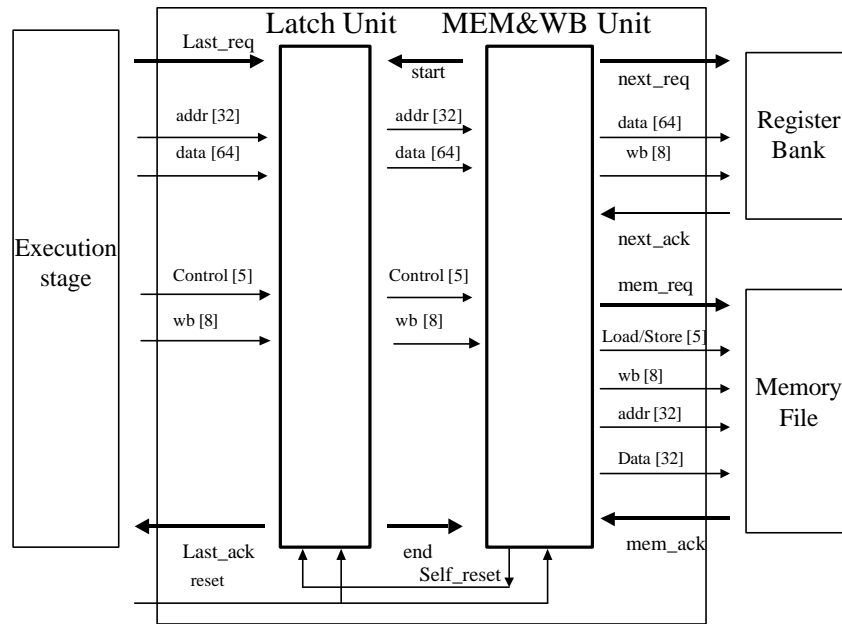 Latch Unit
MEM&WB Unit
Last_req
start
next_req
addr [32]
addr [32]
data [64]
Register
Bank
data [64]
data [64]
wb [8]
Execution
stage
next_ack
Control [5]
Control [5]
mem_req
wb [8]
wb [8]
Load/Store [5]
wb [8]
Memory
File
addr [32]
Data [32]
Last_ack
end
mem_ack
reset
Self_reset